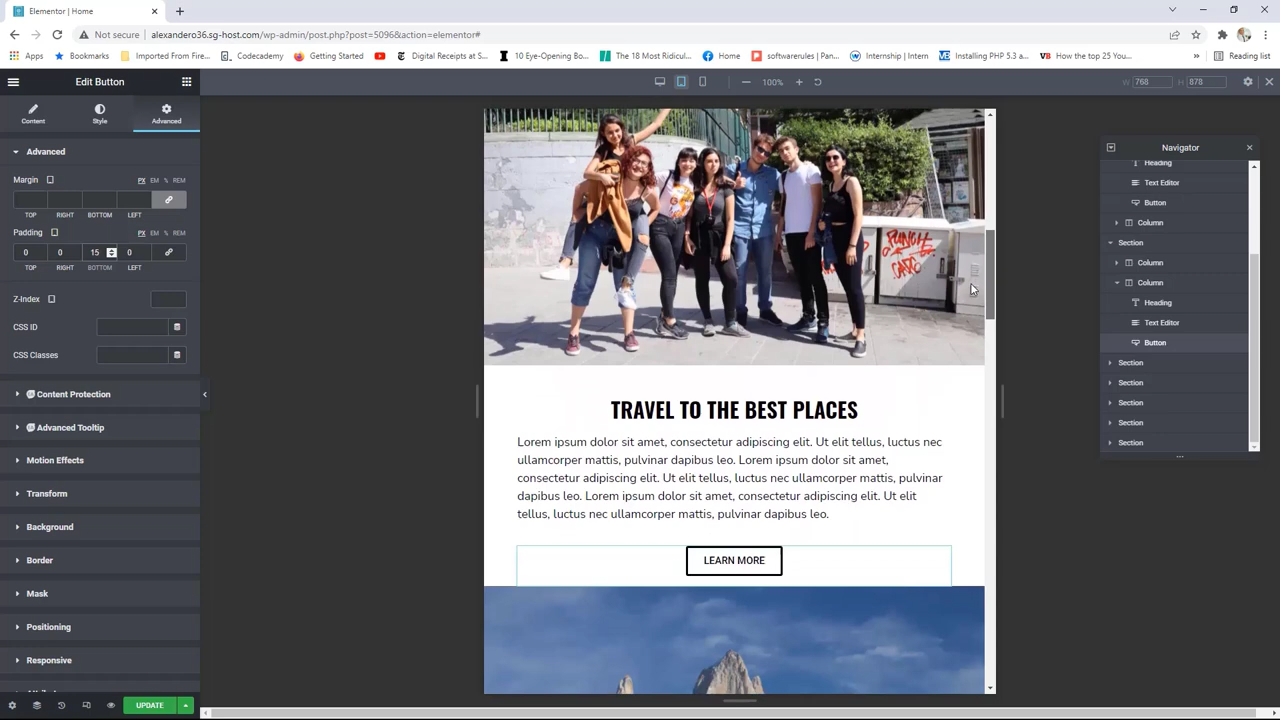 Elementor | Home
Not secure | alexandero36.sg-host.com/wp-admin/post.php?post=5096&action=elementor#
Apps Bookmarks Imported From Fire... Codecademy Getting Started Digital Receipts at S... 10 Eye-Opening Bo... The 18 Most Ridicul... Home softwarerules | Pan... Internship | Intern Installing PHP 5.3 a... How the top 25 You... » Reading list
Edit Button
100%
W 768 H 878
Content Style Advanced
Advanced
Margin PX EM % REM
TOP RIGHT BOTTOM LEFT
Padding PX EM % REM
0 0 15 0
TOP RIGHT BOTTOM LEFT
Z-Index
CSS ID
CSS Classes
Content Protection
Advanced Tooltip
Motion Effects
Transform
Background
Border
Mask
Positioning
Responsive
UPDATE
TRAVEL TO THE BEST PLACES
Lorem ipsum dolor sit amet, consectetur adipiscing elit. Ut elit tellus, luctus nec
ullamcorper mattis, pulvinar dapibus leo. Lorem ipsum dolor sit amet,
consectetur adipiscing elit. Ut elit tellus, luctus nec ullamcorper mattis, pulvinar
dapibus leo. Lorem ipsum dolor sit amet, consectetur adipiscing elit. Ut elit
tellus, luctus nec ullamcorper mattis, pulvinar dapibus leo.
LEARN MORE
Navigator
Heading
Text Editor
Button
Column
Section
Column
Column
Heading
Text Editor
Button
Section
Section
Section
Section
Section